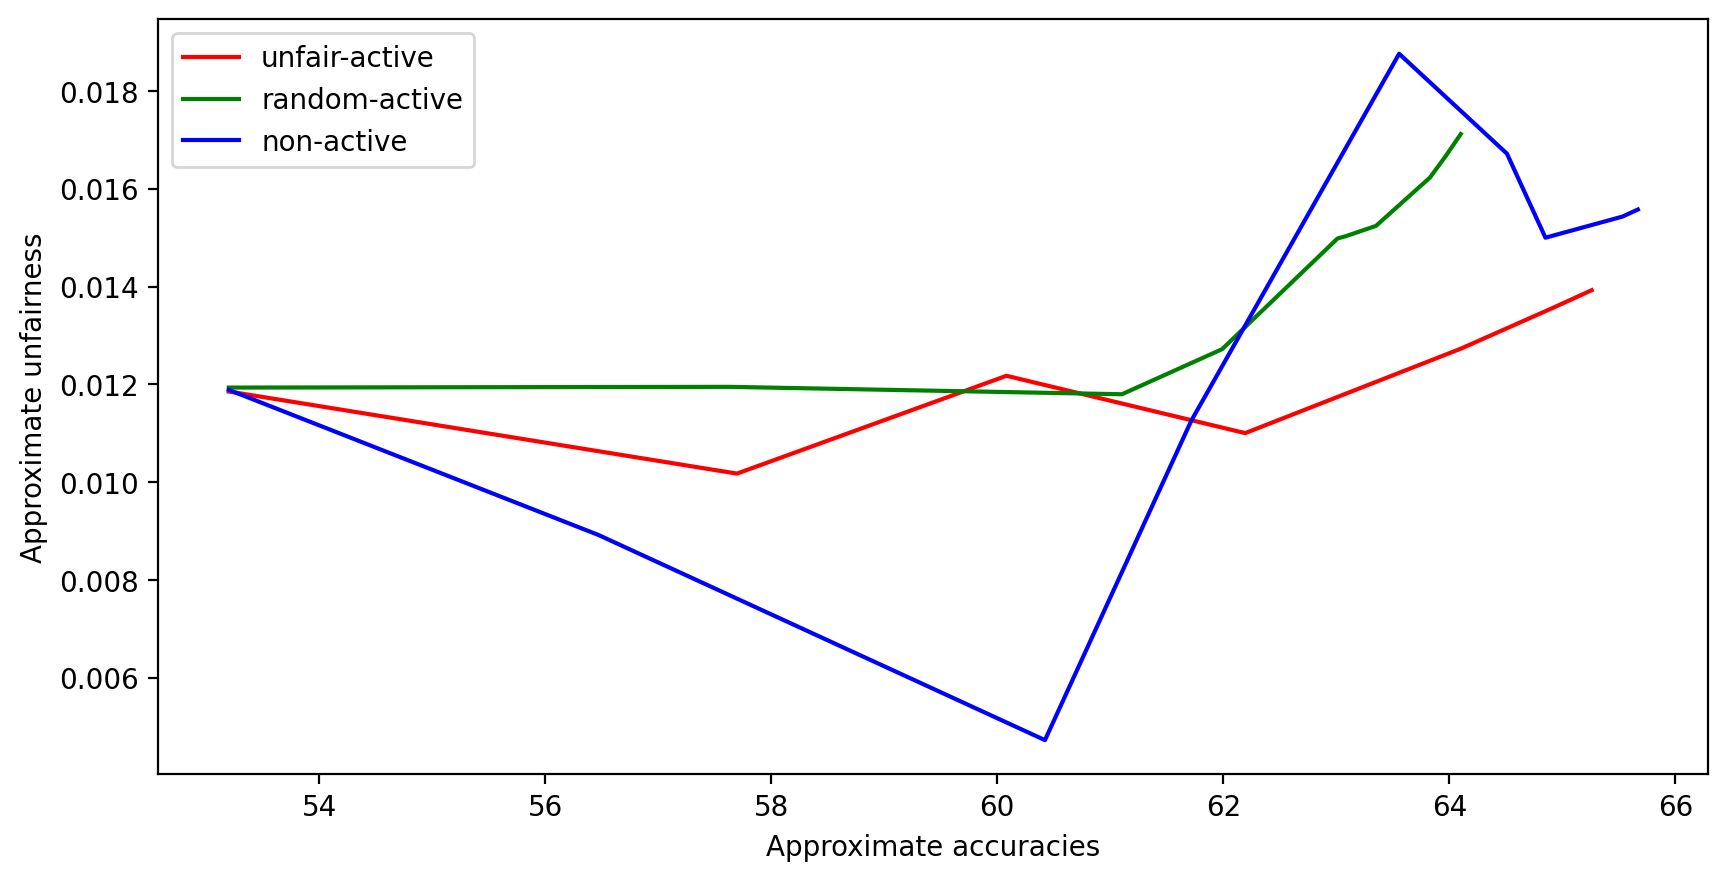 unfair-active
random-active
non-active
0.018
0.016
0.014
0.012
0.010
0.008
0.006
Approximate unfairness
54 56 58 60 62 64 66
Approximate accuracies